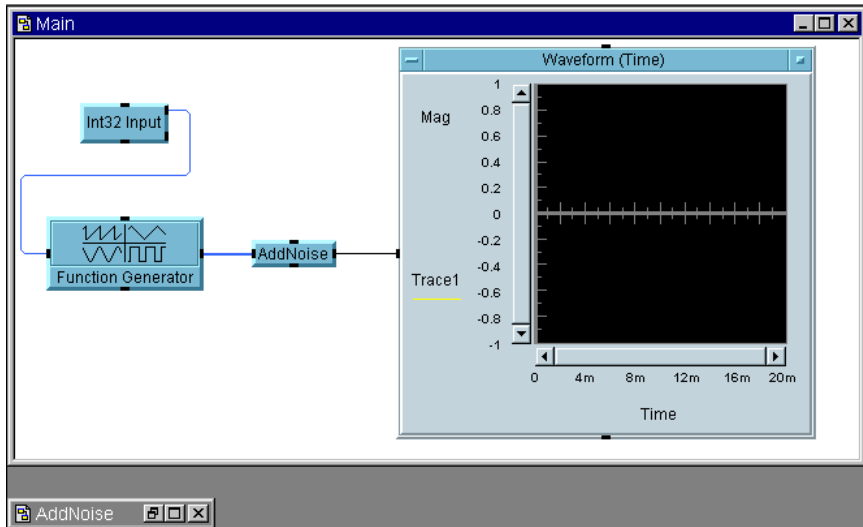 Main
Waveform (Time)
Int32 Input
Mag
1
0.8
0.6
0.4
0.2
0
-0.2
-0.4
-0.6
-0.8
-1
Function Generator
AddNoise
Trace1
0 4m 8m 12m 16m 20m
Time
AddNoise